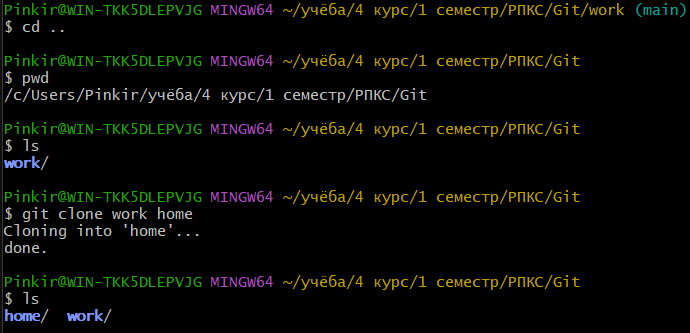 Pinkir@WIN-TKK5DLEPVJG MINGW64 ~/учёба/4 курс/1 семестр/РПКС/Git/work (main)
$ cd ..
Pinkir@WIN-TKK5DLEPVJG MINGW64 ~/учёба/4 курс/1 семестр/РПКС/Git
$ pwd
/c/Users/Pinkir/учёба/4 курс/1 семестр/РПКС/Git
Pinkir@WIN-TKK5DLEPVJG MINGW64 ~/учёба/4 курс/1 семестр/РПКС/Git
$ ls
work/
Pinkir@WIN-TKK5DLEPVJG MINGW64 ~/учёба/4 курс/1 семестр/РПКС/Git
$ git clone work home
Cloning into 'home'...
done.
Pinkir@WIN-TKK5DLEPVJG MINGW64 ~/учёба/4 курс/1 семестр/РПКС/Git
$ ls
home/  work/